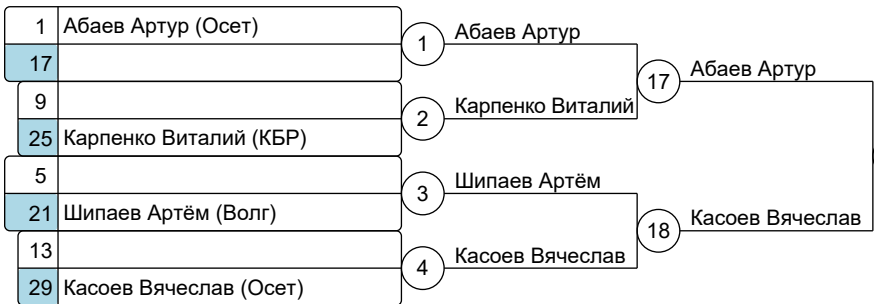 1 Абаев Артур (Осет)
17
9
25 Карпенко Виталий (КБР)
5
21 Шипаев Артём (Волг)
13
29 Касоев Вячеслав (Осет)
1 Абаев Артур
2 Карпенко Виталий
3 Шипаев Артём
4 Касоев Вячеслав
17 Абаев Артур
18 Касоев Вячеслав